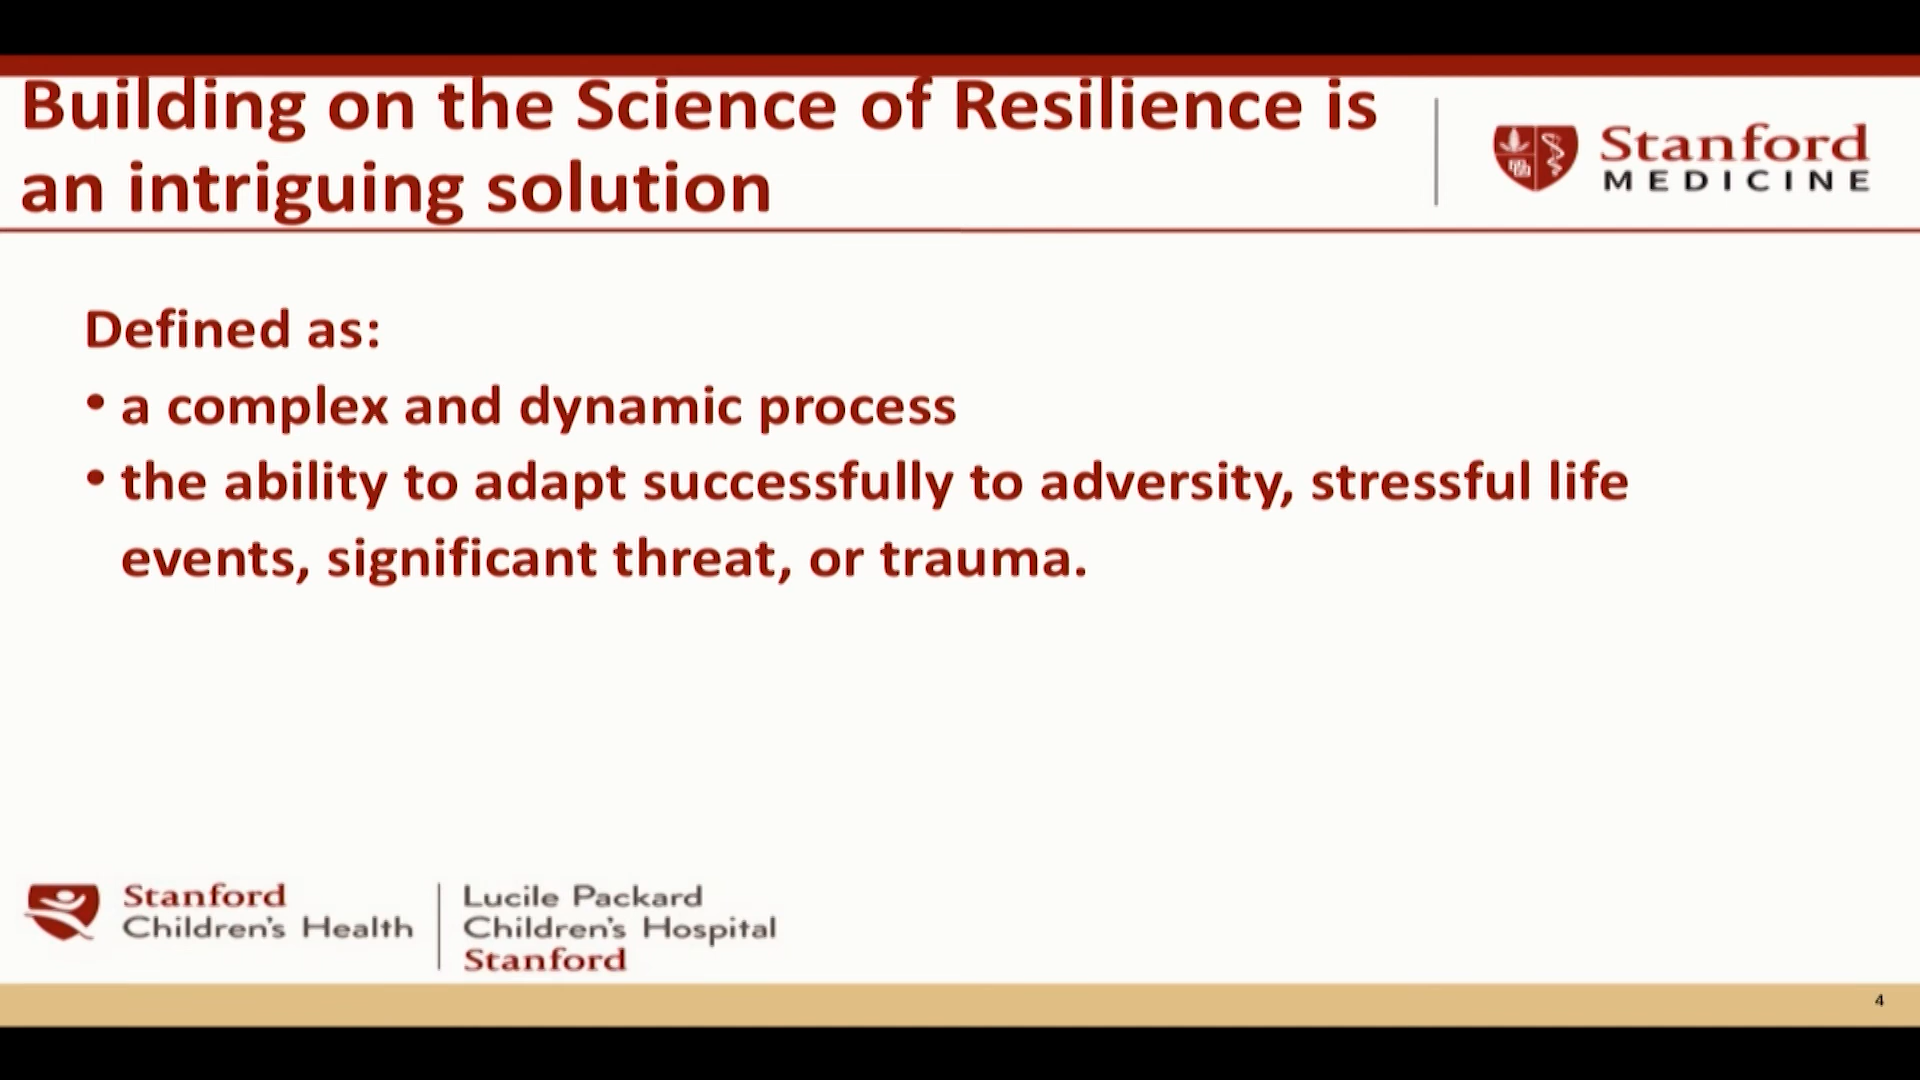 Building on the Science of Resilience is
an intriguing solution
Stanford
MEDICINE
Defined as:
• a complex and dynamic process
• the ability to adapt successfully to adversity, stressful life
events, significant threat, or trauma.
Stanford
Children's Health
Lucile Packard
Children's Hospital
Stanford
4